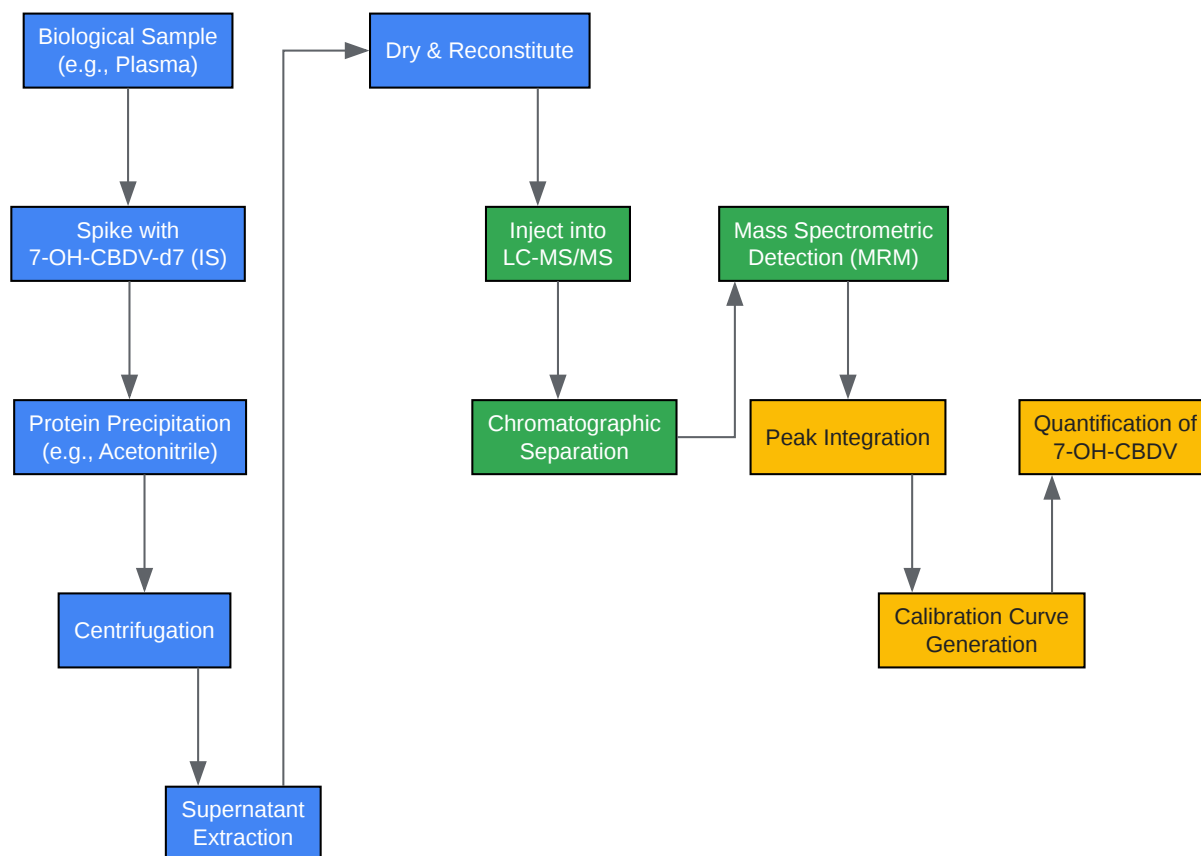 Biological Sample
(e.g., Plasma)
Spike with
7-OH-CBDV-d7 (IS)
Protein Precipitation
(e.g., Acetonitrile)
Centrifugation
Supernatant
Extraction
Dry & Reconstitute
Inject into
LC-MS/MS
Chromatographic
Separation
Mass Spectrometric
Detection (MRM)
Peak Integration
Calibration Curve
Generation
Quantification of
7-OH-CBDV